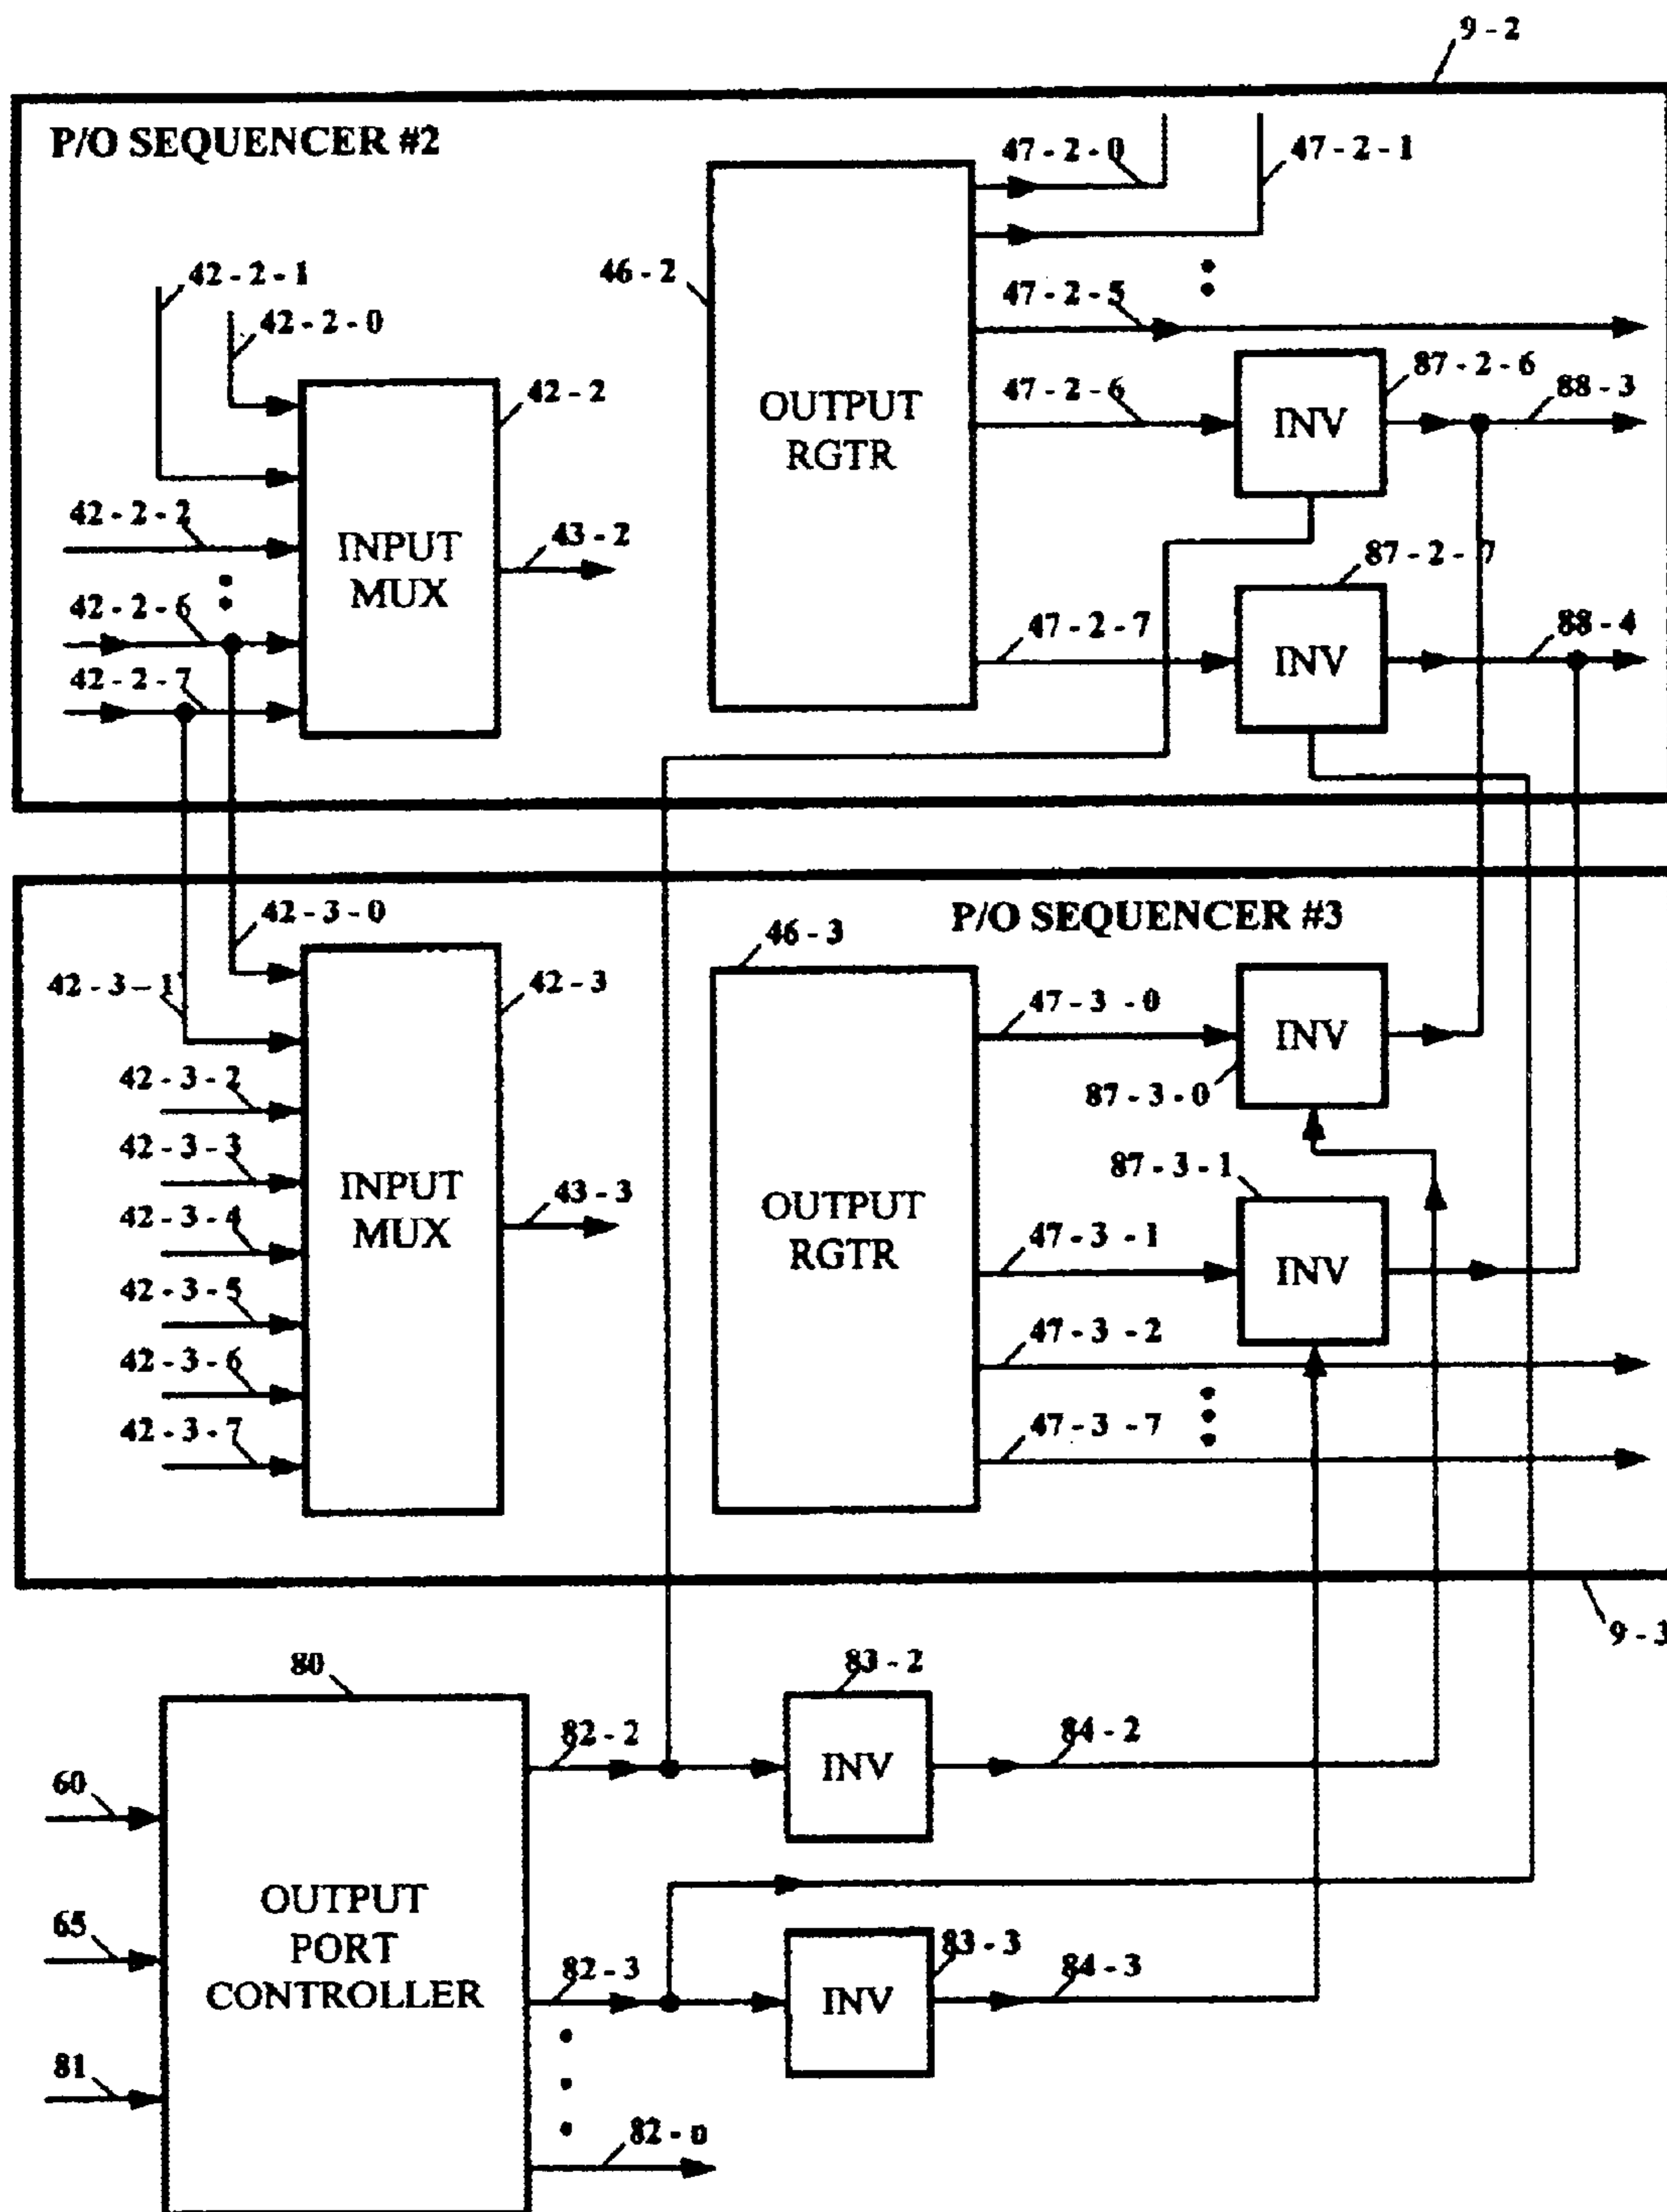 9 - 2
P/O SEQUENCER #2
47 - 2 - 0
47 - 2 - 1
42 - 2 - 1
46 - 2
47 - 2 - 5
42 - 2 - 0
OUTPUT
RGTR
47 - 2 - 6
INV
87 - 2 - 6
88 - 3
42 - 2
42 - 2 - 2
INPUT
MUX
43 - 2
87 - 2 - 7
42 - 2 - 6
47 - 2 - 7
INV
88 - 4
42 - 2 - 7
42 - 3 - 0
P/O SEQUENCER #3
46 - 3
42 - 3 - 1
42 - 3
47 - 3 - 0
INV
87 - 3 - 0
42 - 3 - 2
42 - 3 - 3
87 - 3 - 1
INPUT
MUX
43 - 3
OUTPUT
RGTR
42 - 3 - 4
47 - 3 - 1
INV
42 - 3 - 5
47 - 3 - 2
42 - 3 - 6
42 - 3 - 7
47 - 3 - 7
9 - 3
80
83 - 2
82 - 2
INV
84 - 2
60
OUTPUT
PORT
CONTROLLER
65
83 - 3
82 - 3
INV
84 - 3
81